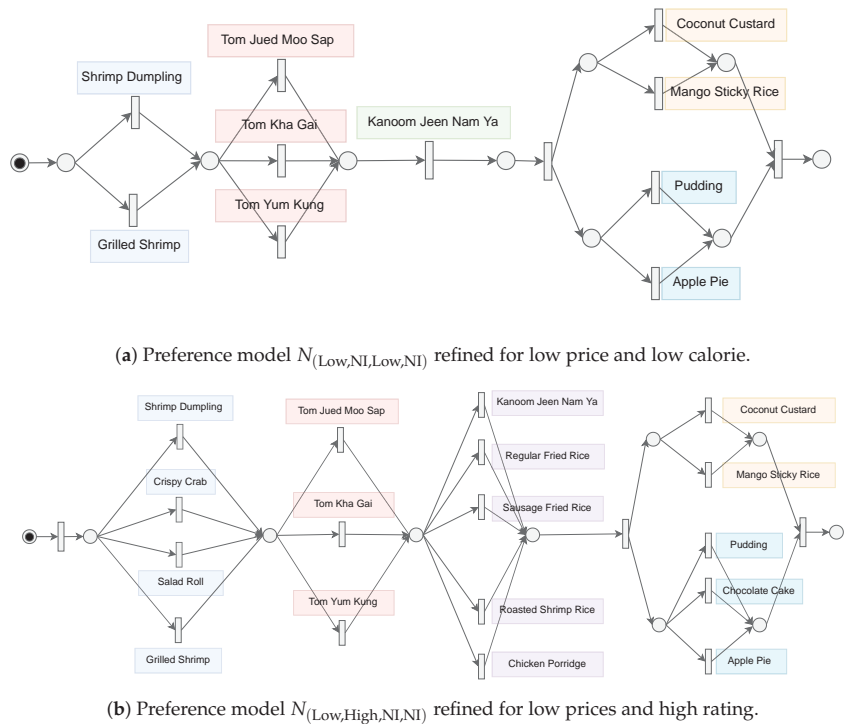 Coconut Custard
Tom Jued Moo Sap
Shrimp Dumpling
Mango Sticky Rice
Tom Kha Gai
Kanoom Jeen Nam Ya
Pudding
Tom Yum Kung
Grilled Shrimp
Apple Pie
(a) Preference model N(Low,NI,Low,NI) refined for low price and low calorie.
Kanoom Jeen Nam Ya
Shrimp Dumpling
Tom Jued Moo Sap
Coconut Custard
Regular Fried Rice
Mango Sticky Rice
Crispy Crab
Tom Kha Gai
Sausage Fried Rice
Pudding
Salad Roll
Chocolate Cake
Tom Yum Kung
Roasted Shrimp Rice
Grilled Shrimp
Chicken Porridge
Apple Pie
(b) Preference model N(Low,High,NI,NI) refined for low prices and high rating.